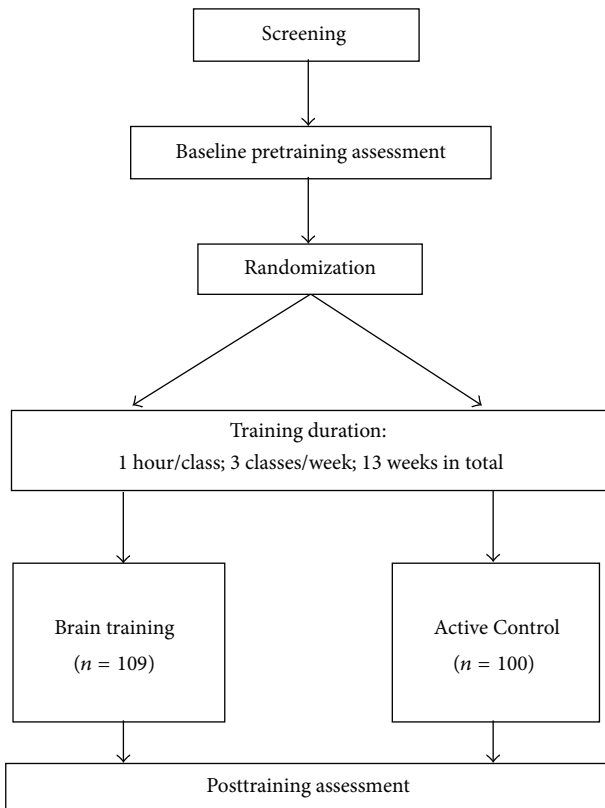 Screening
Baseline pretraining assessment
Randomization
Training duration:
1 hour/class; 3 classes/week; 13 weeks in total
Brain training
(n = 109)
Active Control
(n = 100)
Posttraining assessment